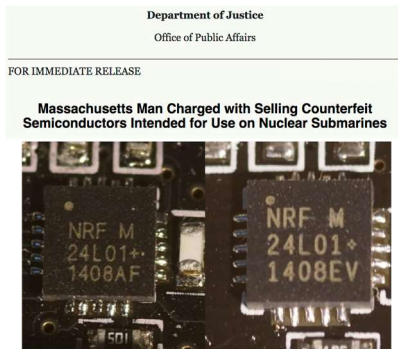 Department of Justice
Office of Public Affairs
FOR IMMEDIATE RELEASE
Massachusetts Man Charged with Selling Counterfeit
Semiconductors Intended for Use on Nuclear Submarines
NRF M
24L01+
1408AF
NRF M
24L01+
1408EV
501